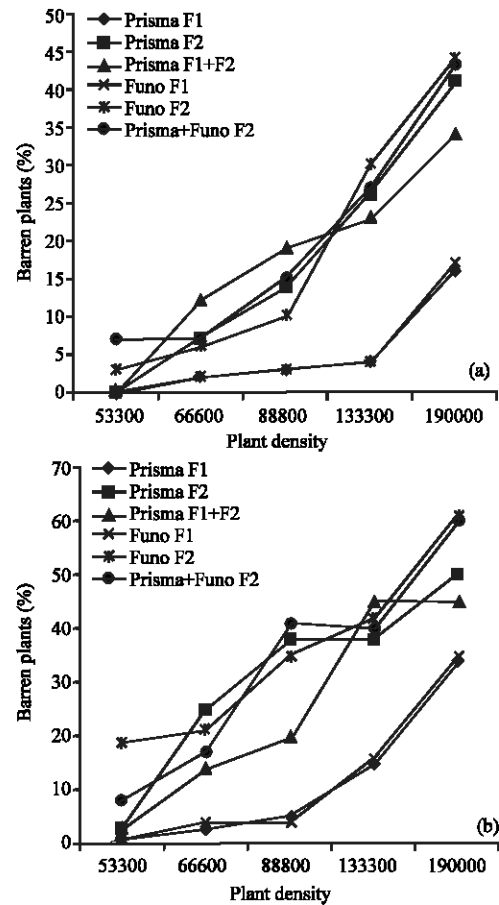 50
45
40
35
30
25
20
15
10
5
0
Barren plants (%)
Prisma F1
Prisma F2
Prisma F1+F2
Funo F1
Funo F2
Prisma+Funo F2
(a)
53300 66600 88800 133300 190000
Plant density
70
60
50
40
30
20
10
0
Barren plants (%)
Prisma F1
Prisma F2
Prisma F1+F2
Funo F1
Funo F2
Prisma+Funo F2
(b)
53300 66600 88800 133300 190000
Plant density